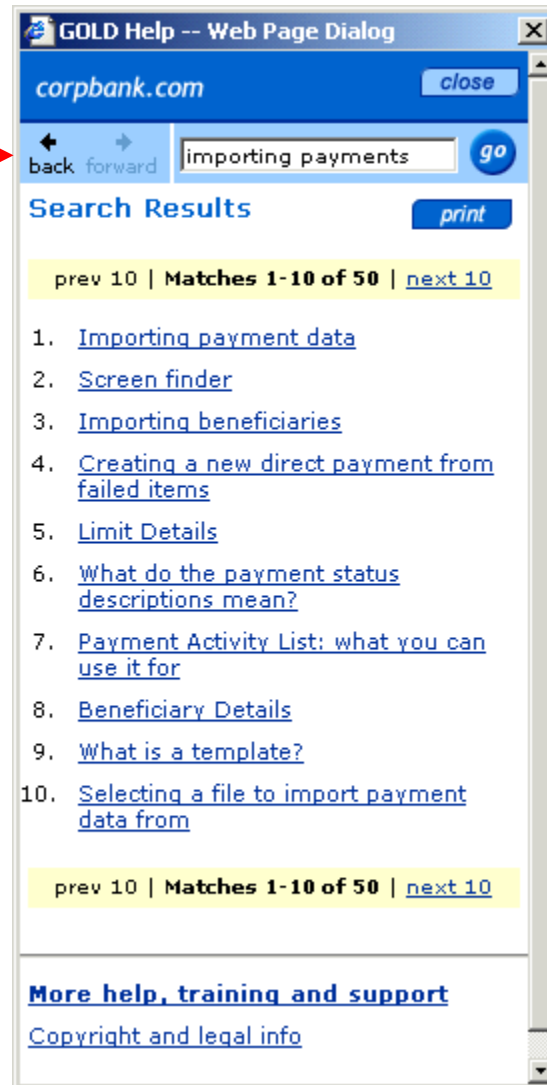 GOLD Help -- Web Page Dialog
corpbank.com close
back forward importing payments go
Search Results print
prev 10 | Matches 1-10 of 50 | next 10
1. Importing payment data
2. Screen finder
3. Importing beneficiaries
4. Creating a new direct payment from
failed items
5. Limit Details
6. What do the payment status
descriptions mean?
7. Payment Activity List: what you can
use it for
8. Beneficiary Details
9. What is a template?
10. Selecting a file to import payment
data from
prev 10 | Matches 1-10 of 50 | next 10
More help, training and support
Copyright and legal info